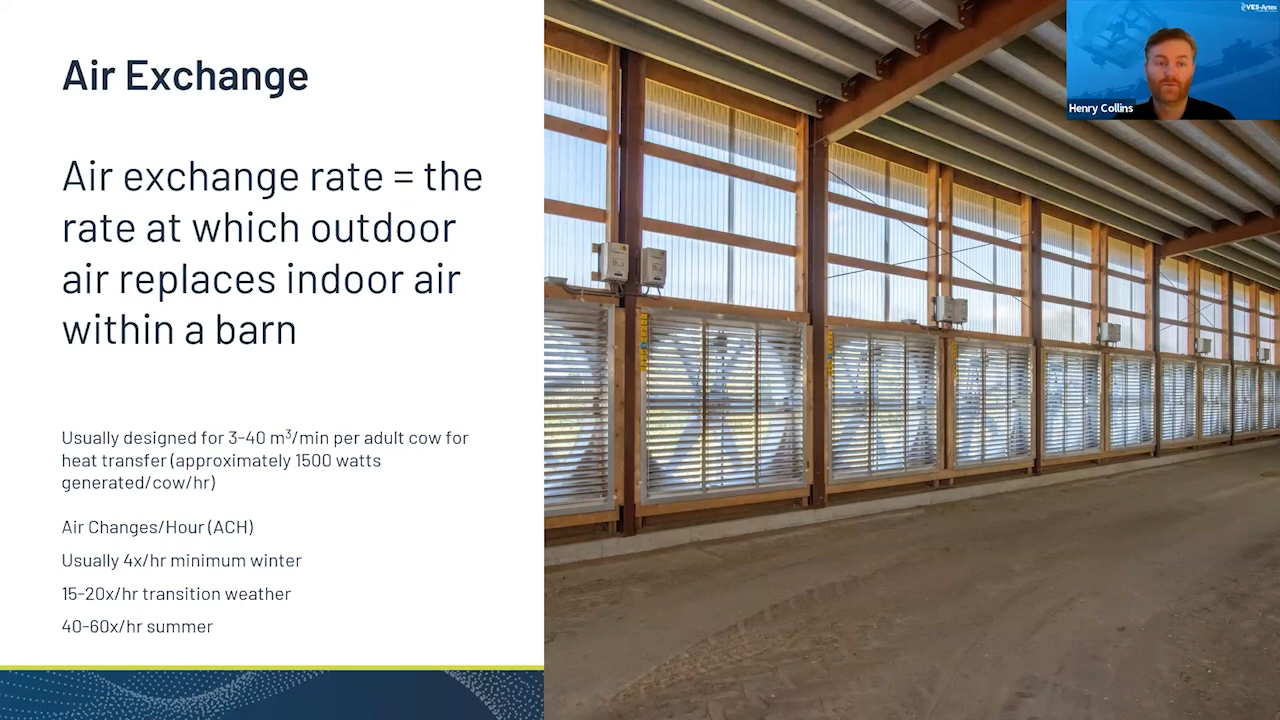 Air Exchange
Air exchange rate = the
rate at which outdoor
air replaces indoor air
within a barn
Usually designed for 3-40 m³/min per adult cow for
heat transfer (approximately 1500 watts
generated/cow/hr)
Air Changes/Hour (ACH)
Usually 4x/hr minimum winter
15-20x/hr transition weather
40-60x/hr summer
VES-Artex
Henry Collins